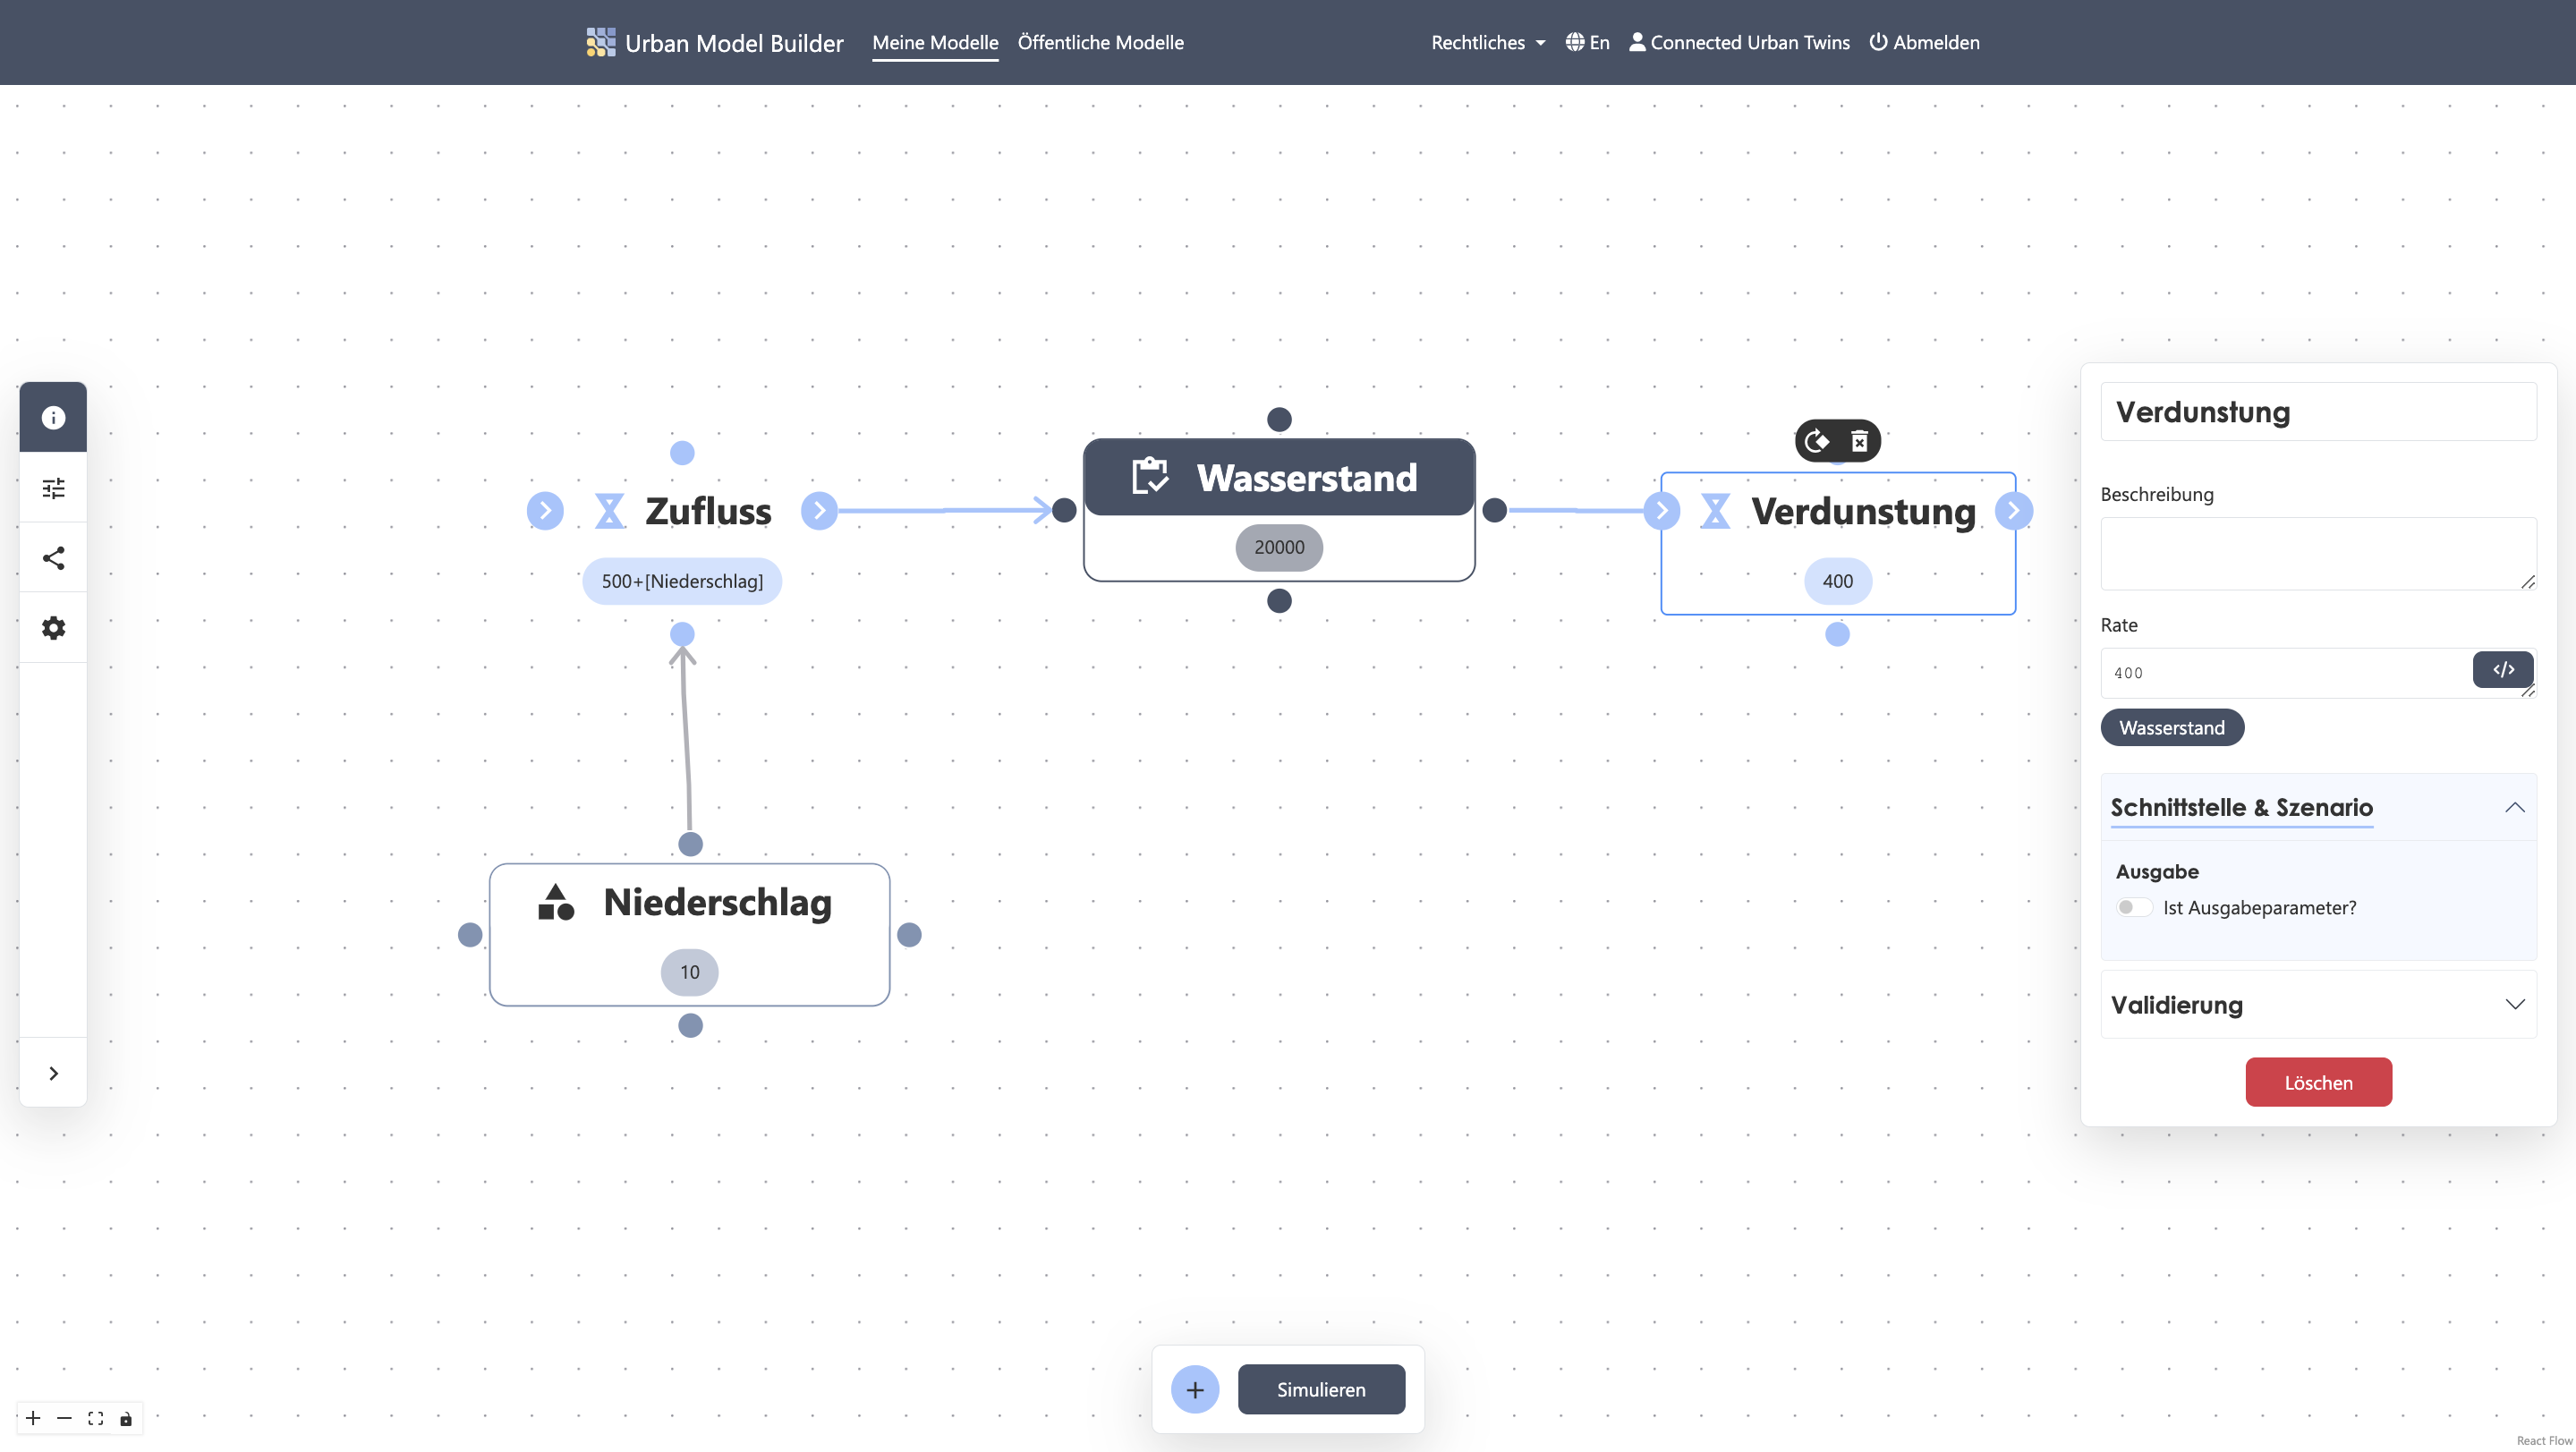 Urban Model Builder
Meine Modelle
Öffentliche Modelle
Rechtliches
En
Connected Urban Twins
Abmelden
Zufluss
500+[Niederschlag]
Wasserstand
20000
Verdunstung
400
Niederschlag
10
Verdunstung
Beschreibung
Rate
400
</>
Wasserstand
Schnittstelle & Szenario
Ausgabe
Ist Ausgabeparameter?
Validierung
Löschen
Simulieren
React Flow